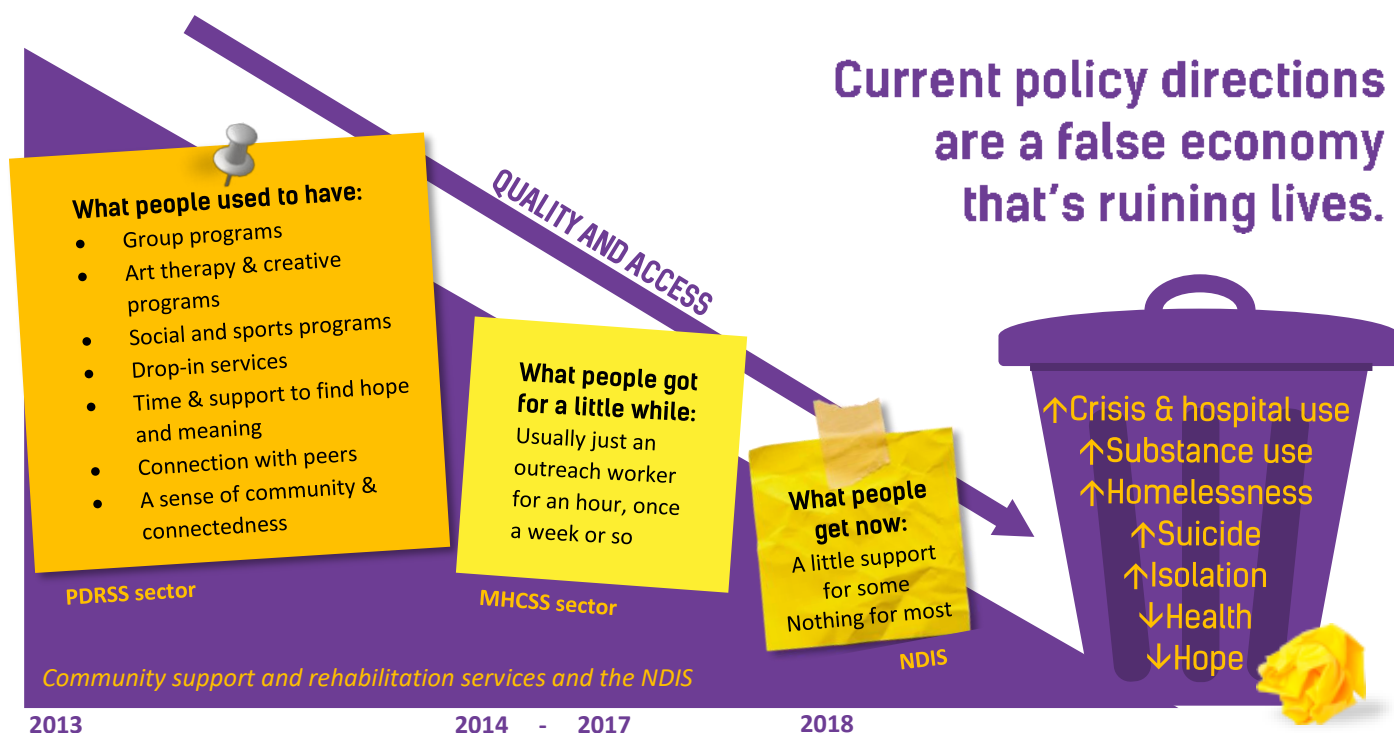 Current policy directions
are a false economy
that's ruining lives.
QUALITY AND ACCESS
What people used to have:
• Group programs
• Art therapy & creative
programs
• Social and sports programs
• Drop-in services
• Time & support to find hope
and meaning
• Connection with peers
• A sense of community &
connectedness
PDRSS sector
What people got
for a little while:
Usually just an
outreach worker
for an hour, once
a week or so
MHCSS sector
What people
get now:
A little support
for some
Nothing for most
NDIS
↑Crisis & hospital use
↑Substance use
↑Homelessness
↑Suicide
↑Isolation
↓Health
↓Hope
Community support and rehabilitation services and the NDIS
2013
2014 - 2017
2018